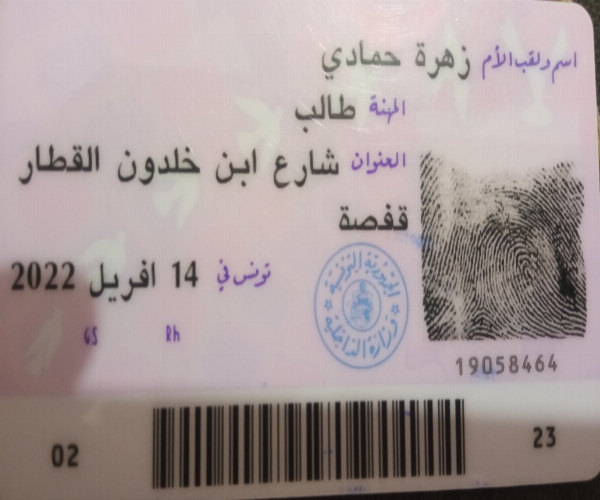 اسم ولقب الأم زهرة حمادي
المهنة طالب
العنوان شارع ابن خلدون القطار
قفصة
تونس في 14 افريل 2022
GS Rh
الجمهورية التونسية
وزارة الداخلية
19058464
02 23